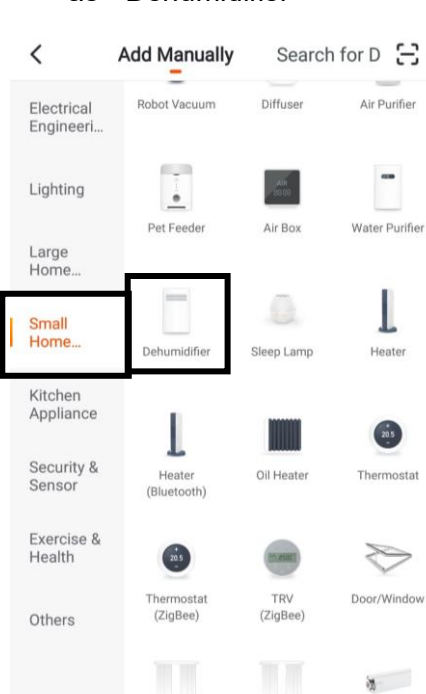 Add Manually
Search for D
Electrical
Engineeri...
Lighting
Large
Home...
Small
Home...
Kitchen
Appliance
Security &
Sensor
Exercise &
Health
Others
Robot Vacuum
Diffuser
Air Purifier
Pet Feeder
Air Box
Water Purifier
Dehumidifier
Sleep Lamp
Heater
Heater
(Bluetooth)
Oil Heater
Thermostat
Thermostat
(ZigBee)
TRV
(ZigBee)
Door/Window